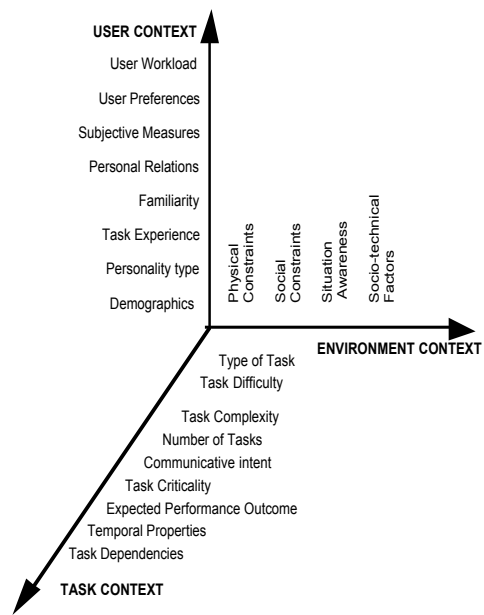 USER CONTEXT
User Workload
User Preferences
Subjective Measures
Personal Relations
Familiarity
Task Experience
Personality type
Demographics
Physical
Constraints
Social
Constraints
Situation
Awareness
Socio-technical
Factors
ENVIRONMENT CONTEXT
Type of Task
Task Difficulty
Task Complexity
Number of Tasks
Communicative intent
Task Criticality
Expected Performance Outcome
Temporal Properties
Task Dependencies
TASK CONTEXT